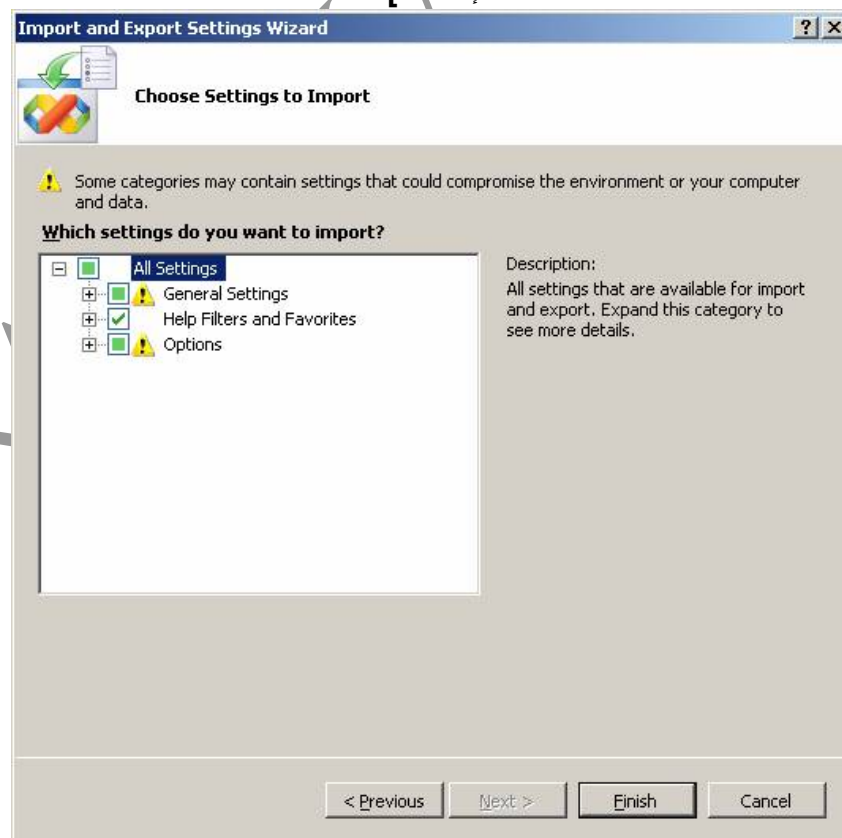 Import and Export Settings Wizard
Choose Settings to Import
Some categories may contain settings that could compromise the environment or your computer
and data.
Which settings do you want to import?
All Settings
General Settings
Help Filters and Favorites
Options
Description:
All settings that are available for import
and export. Expand this category to
see more details.
< Previous
Next >
Finish
Cancel